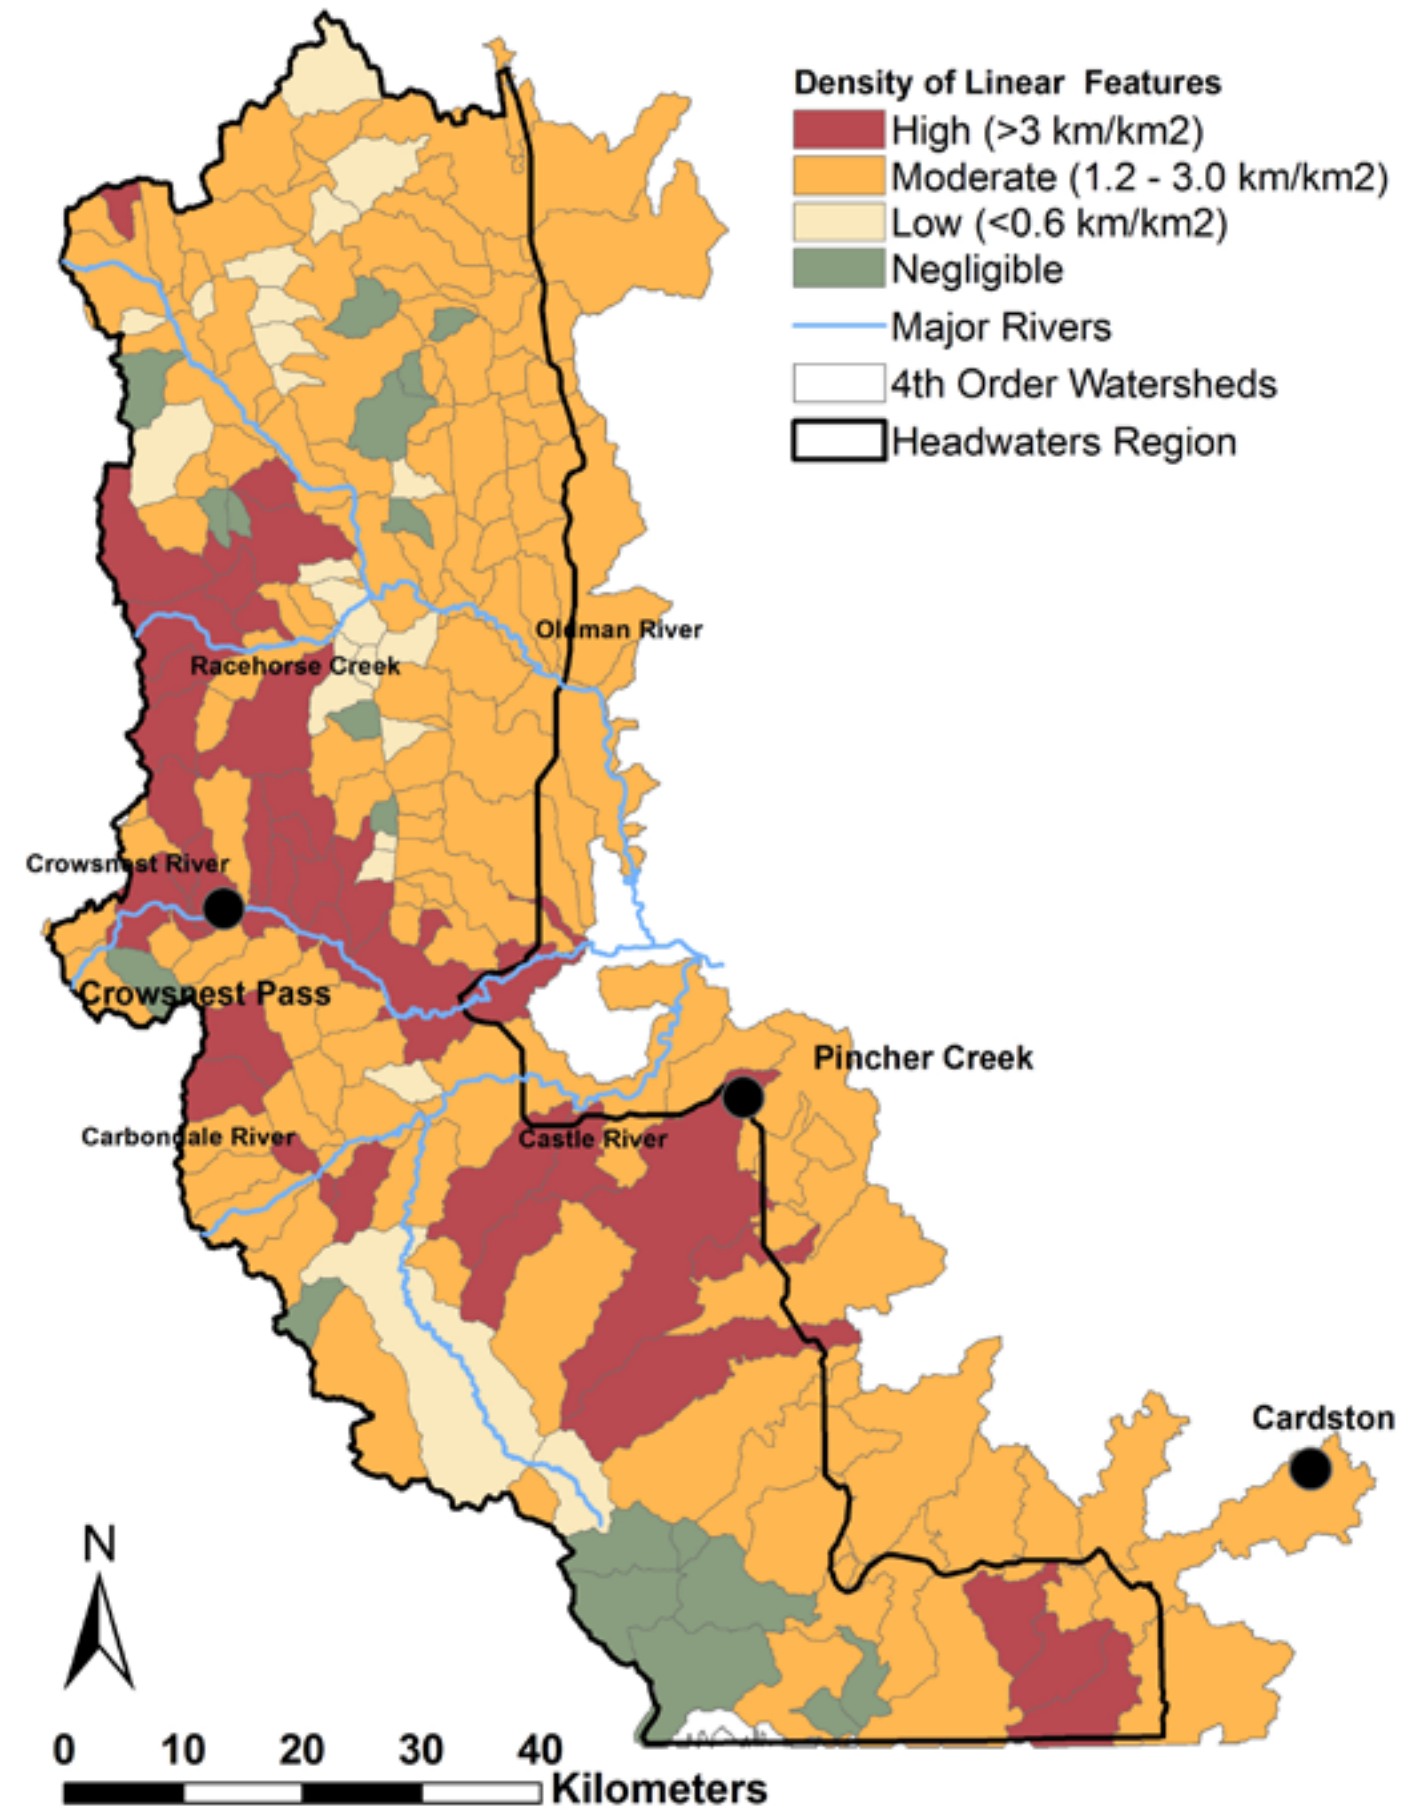 Density of Linear Features
High (>3 km/km2)
Moderate (1.2 - 3.0 km/km2)
Low (<0.6 km/km2)
Negligible
Major Rivers
4th Order Watersheds
Headwaters Region
Oldman River
Racehorse Creek
Crowsnest River
Crowsnest Pass
Pincher Creek
Carbondale River
Castle River
Cardston
N
0 10 20 30 40
Kilometers